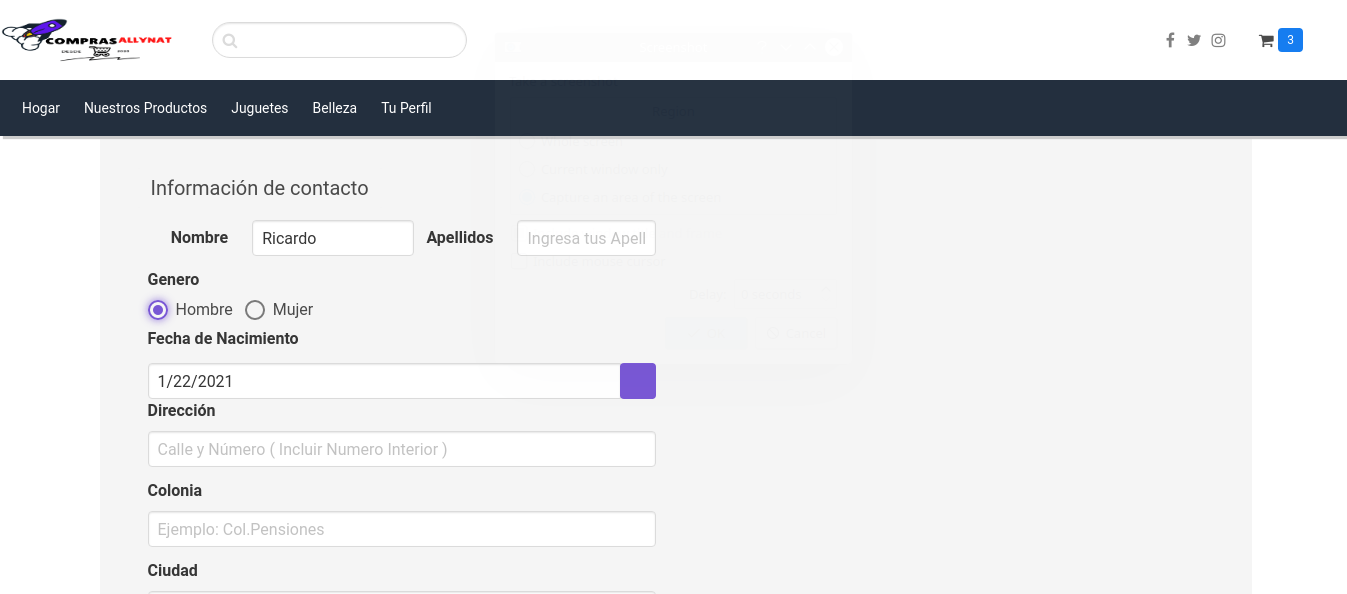 COMPRASALLYNAT
3
Hogar Nuestros Productos Juguetes Belleza Tu Perfil
Información de contacto
Nombre Ricardo Apellidos Ingresa tus Apell
Genero
Hombre Mujer
Fecha de Nacimiento
1/22/2021
Dirección
Calle y Número ( Incluir Numero Interior )
Colonia
Ejemplo: Col.Pensiones
Ciudad